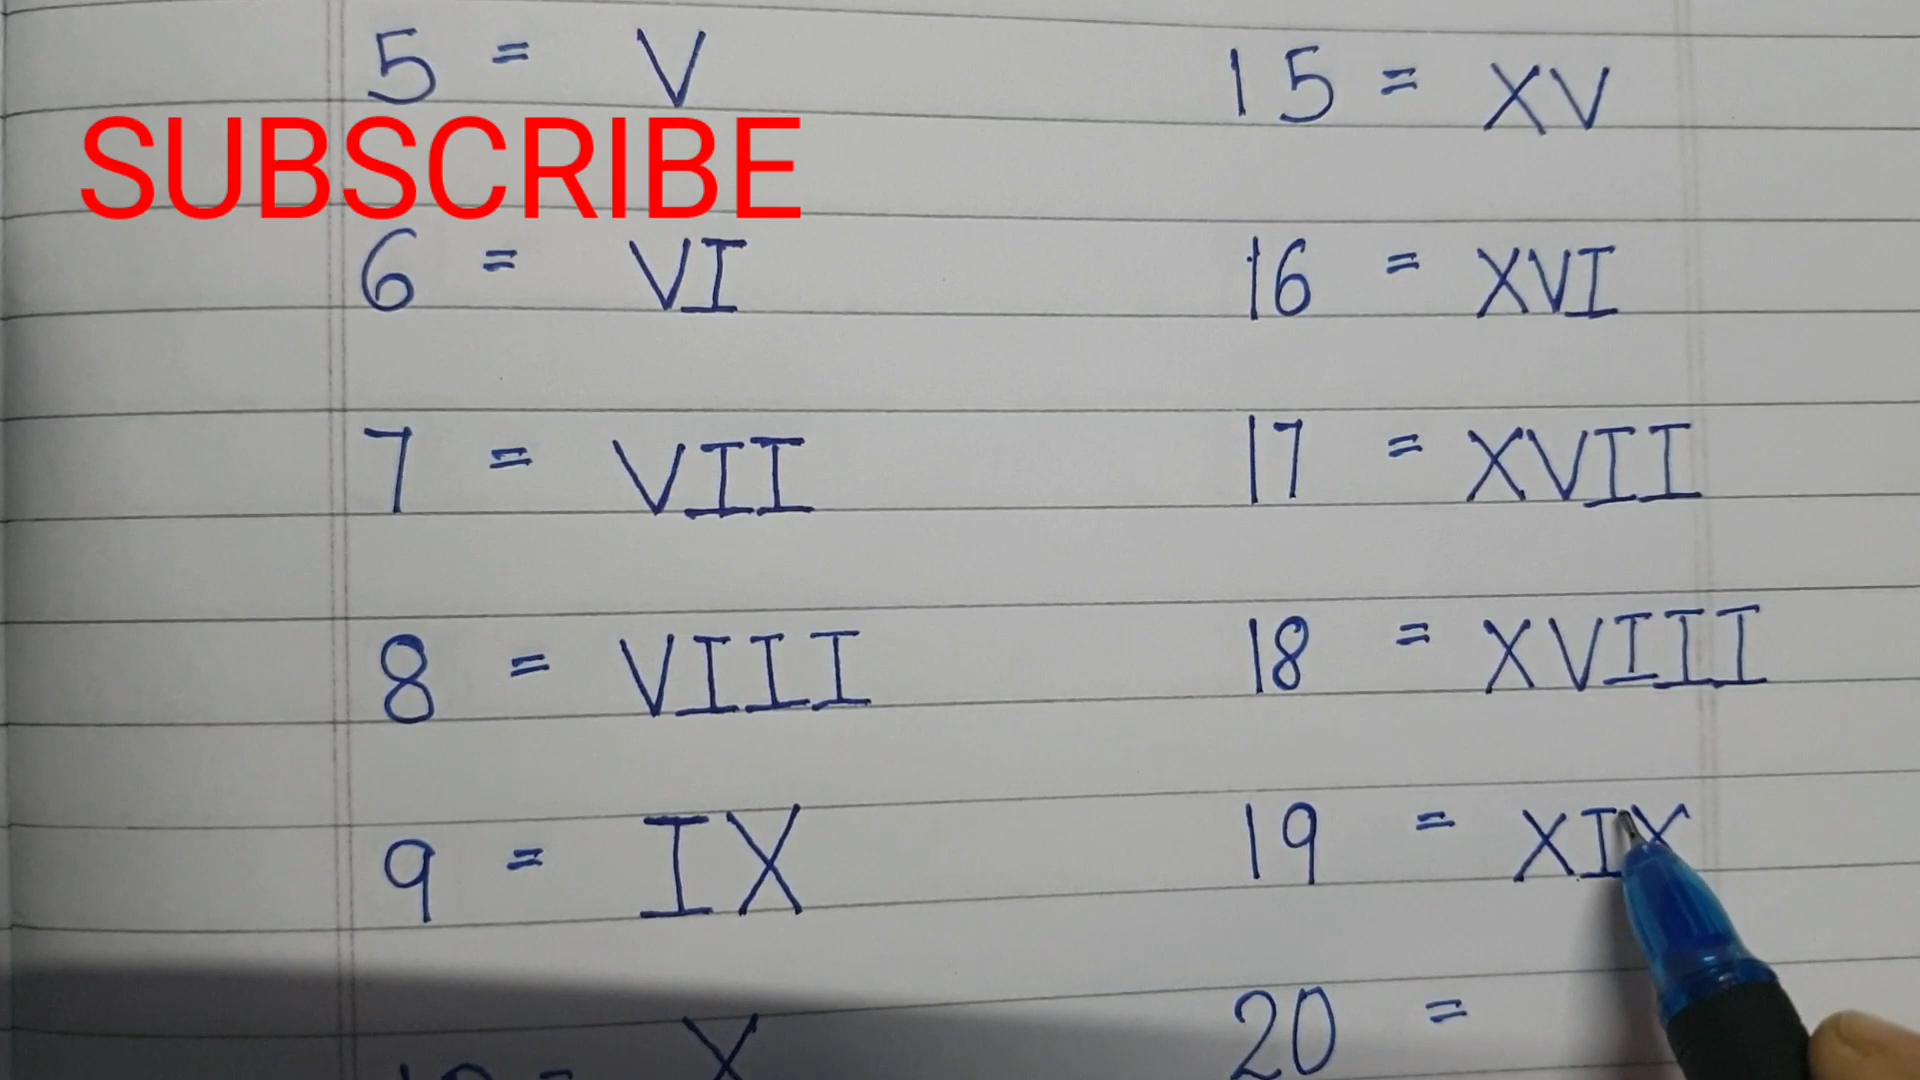 5 = V 15 = XV
SUBSCRIBE
6 = VI 16 = XVI
7 = VII 17 = XVII
8 = VIII 18 = XVIII
9 = IX 19 = XIX
10 = X 20 =